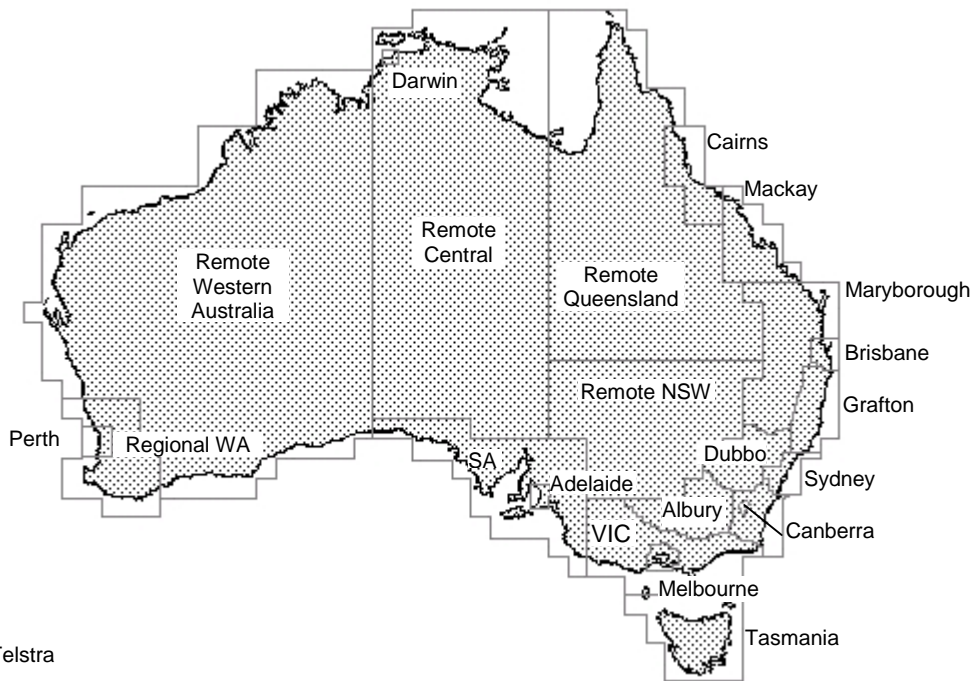 Darwin
Cairns
Mackay
Remote
Central
Remote
Western
Australia
Remote
Queensland
Maryborough
Brisbane
Remote NSW
Grafton
Perth
Regional WA
Dubbo
SA
Adelaide
Sydney
Albury
VIC
Canberra
Melbourne
Tasmania
elstra